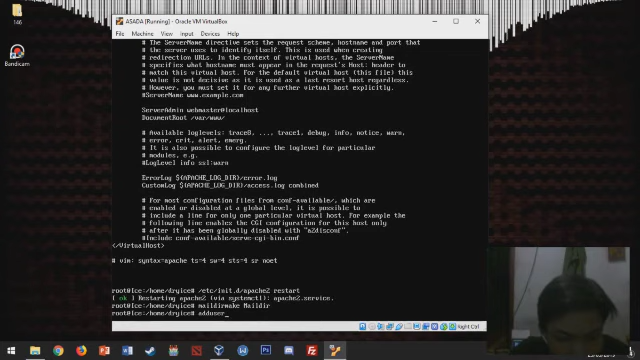 146
Bandicam
ASADA [Running] - Oracle VM VirtualBox
File Machine View Input Devices Help
# The ServerName directive sets the request scheme, hostname and port that
# the server uses to identify itself. This is used when creating
# redirection URLs. In the context of virtual hosts, the ServerName
# specifies what hostname must appear in the request's Host: header to
# match this virtual host. For the default virtual host (this file) this
# value is not decisive as it is used as a last resort host regardless.
# However, you must set it for any further virtual host explicitly.
#ServerName www.example.com
ServerAdmin webmaster@localhost
DocumentRoot /var/www/
# Available loglevels: trace8, ..., trace1, debug, info, notice, warn,
# error, crit, alert, emerg.
# It is also possible to configure the loglevel for particular
# modules, e.g.
#LogLevel info ssl:warn
ErrorLog ${APACHE_LOG_DIR}/error.log
CustomLog ${APACHE_LOG_DIR}/access.log combined
# For most configuration files from conf-available/, which are
# enabled or disabled at a global level, it is possible to
# include a line for only one particular virtual host. For example the
# following line enables the CGI configuration for this host only
# after it has been globally disabled with "a2disconf".
#Include conf-available/serve-cgi-bin.conf
</VirtualHost>
# vim: syntax=apache ts=4 sw=4 sts=4 sr noet
root@Ice:/home/dryice# /etc/init.d/apache2 restart
[ ok ] Restarting apache2 (via systemctl): apache2.service.
root@Ice:/home/dryice# maildirmake Maildir
root@Ice:/home/dryice# adduser_
Right Ctrl